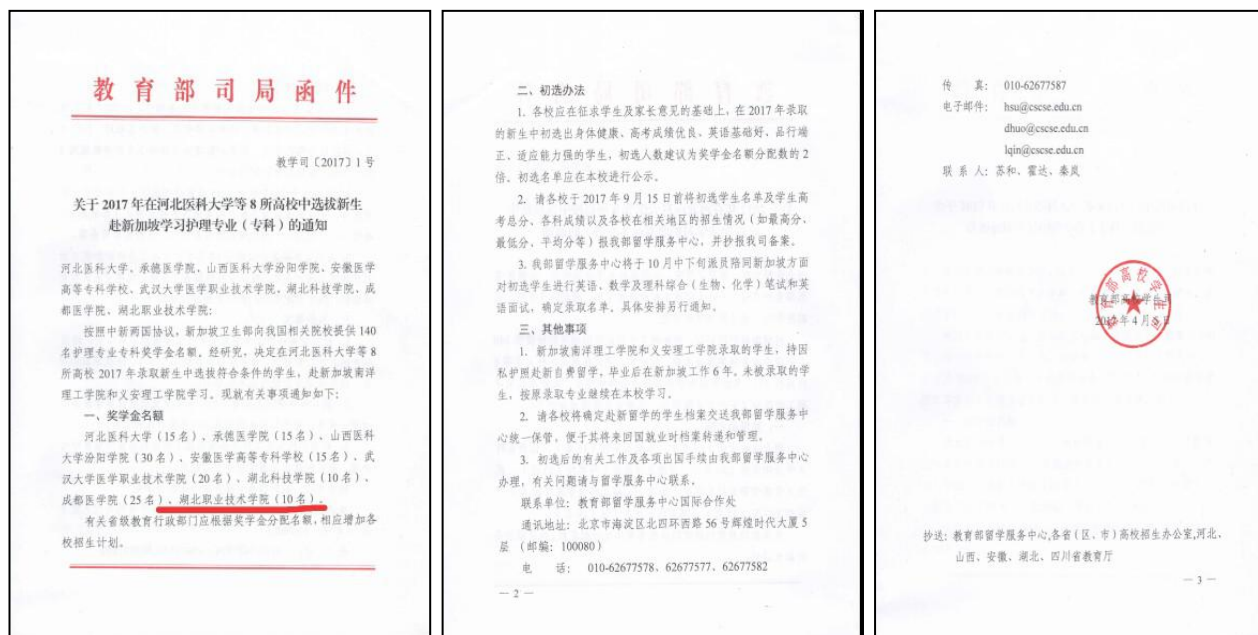 教育部司局函件
教学司〔2017〕1号
关于 2017 年在河北医科大学等 8 所高校中选拔新生
赴新加坡学习护理专业（专科）的通知
河北医科大学、承德医学院、山西医科大学汾阳学院、安徽医学
高等专科学校、武汉大学医学职业技术学院、湖北科技学院、成
都医学院、湖北职业技术学院：
按照中新两国协议，新加坡卫生部向我国相关院校提供 140
名护理专业专科奖学金名额。经研究，决定在河北医科大学等 8
所高校 2017 年录取新生中选拔符合条件的学生，赴新加坡南洋
理工学院和义安理工学院学习。现就有关事项通知如下：
一、奖学金名额
河北医科大学（15 名）、承德医学院（15 名）、山西医科
大学汾阳学院（30 名）、安徽医学高等专科学校（15 名）、武
汉大学医学职业技术学院（20 名）、湖北科技学院（10 名）、
成都医学院（25 名）、湖北职业技术学院（10 名）。
有关省级教育行政部门应根据奖学金分配名额，相应增加各
校招生计划。
二、初选办法
1. 各校应在征求学生及家长意见的基础上，在 2017 年录取
的新生中初选出身体健康、高考成绩优良、英语基础好、品行端
正、适应能力强的学生，初选人数建议为奖学金名额分配数的 2
倍。初选名单应在本校进行公示。
2. 请各校于 2017 年 9 月 15 日前将初选学生名单及学生高
考总分、各科成绩以及各校在相关地区的招生情况（如最高分、
最低分、平均分等）报我部留学服务中心，并抄报我司备案。
3. 我部留学服务中心将于 10 月中下旬派员陪同新加坡方面
对初选学生进行英语、数学及理科综合（生物、化学）笔试和英
语面试，确定录取名单。具体安排另行通知。
三、其他事项
1. 新加坡南洋理工学院和义安理工学院录取的学生，持因
私护照赴新自费留学，毕业后在新加坡工作 6 年。未被录取的学
生，按原录取专业继续在本校学习。
2. 请各校将确定赴新留学的学生档案交送我部留学服务中
心统一保管，便于其将来回国就业时档案转递和管理。
3. 初选后的有关工作及各项出国手续由我部留学服务中心
办理，有关问题请与留学服务中心联系。
联系单位：教育部留学服务中心国际合作处
通讯地址：北京市海淀区北四环西路 56 号辉煌时代大厦 5
层（邮编：100080）
电 话： 010-62677578、62677577、62677582
— 2 —
传 真： 010-62677587
电子邮件： hsu@cscse.edu.cn
dhuo@cscse.edu.cn
lqin@cscse.edu.cn
联 系 人：苏和、霍达、秦岚
教育部高校学生司
2017 年 4 月 5 日
抄送：教育部留学服务中心,各省（区、市）高校招生办公室,河北、
山西、安徽、湖北、四川省教育厅
— 3 —